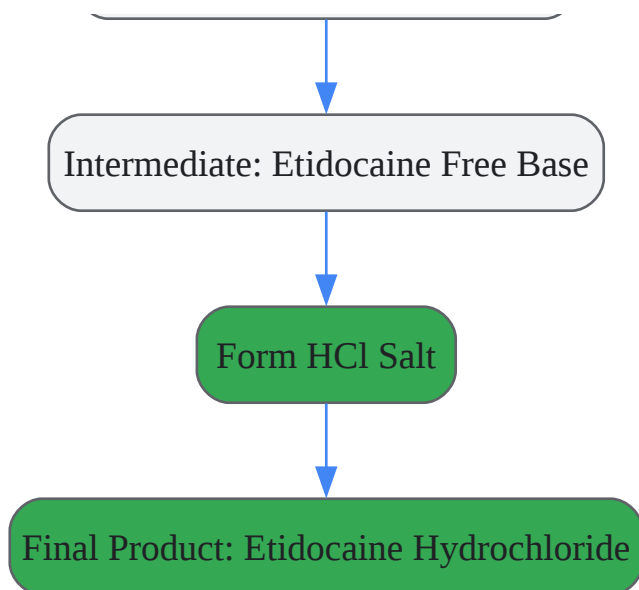 Intermediate: Etidocaine Free Base
Form HCl Salt
Final Product: Etidocaine Hydrochloride